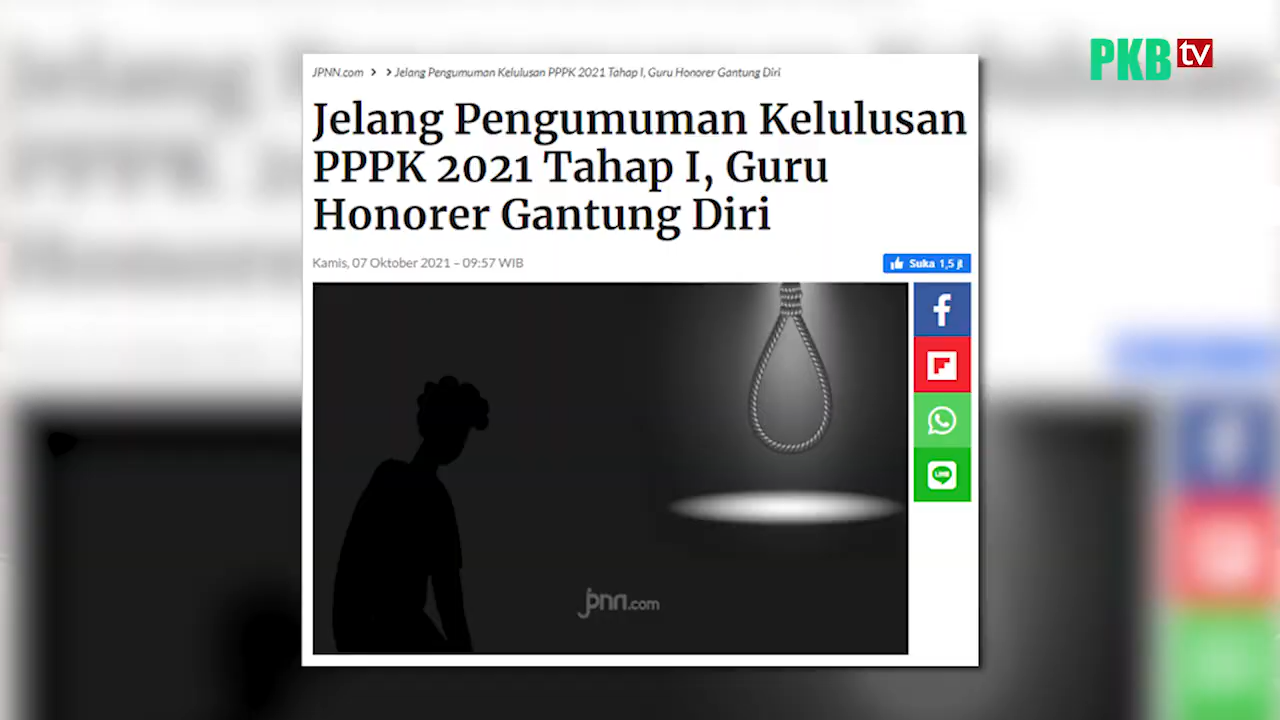 PKB tv
JPNN.com > > Jelang Pengumuman Kelulusan PPPK 2021 Tahap I, Guru Honorer Gantung Diri
Jelang Pengumuman Kelulusan
PPPK 2021 Tahap I, Guru
Honorer Gantung Diri
Kamis, 07 Oktober 2021 – 09:57 WIB
Suka 1,5 jt
LINE
jpnn.com